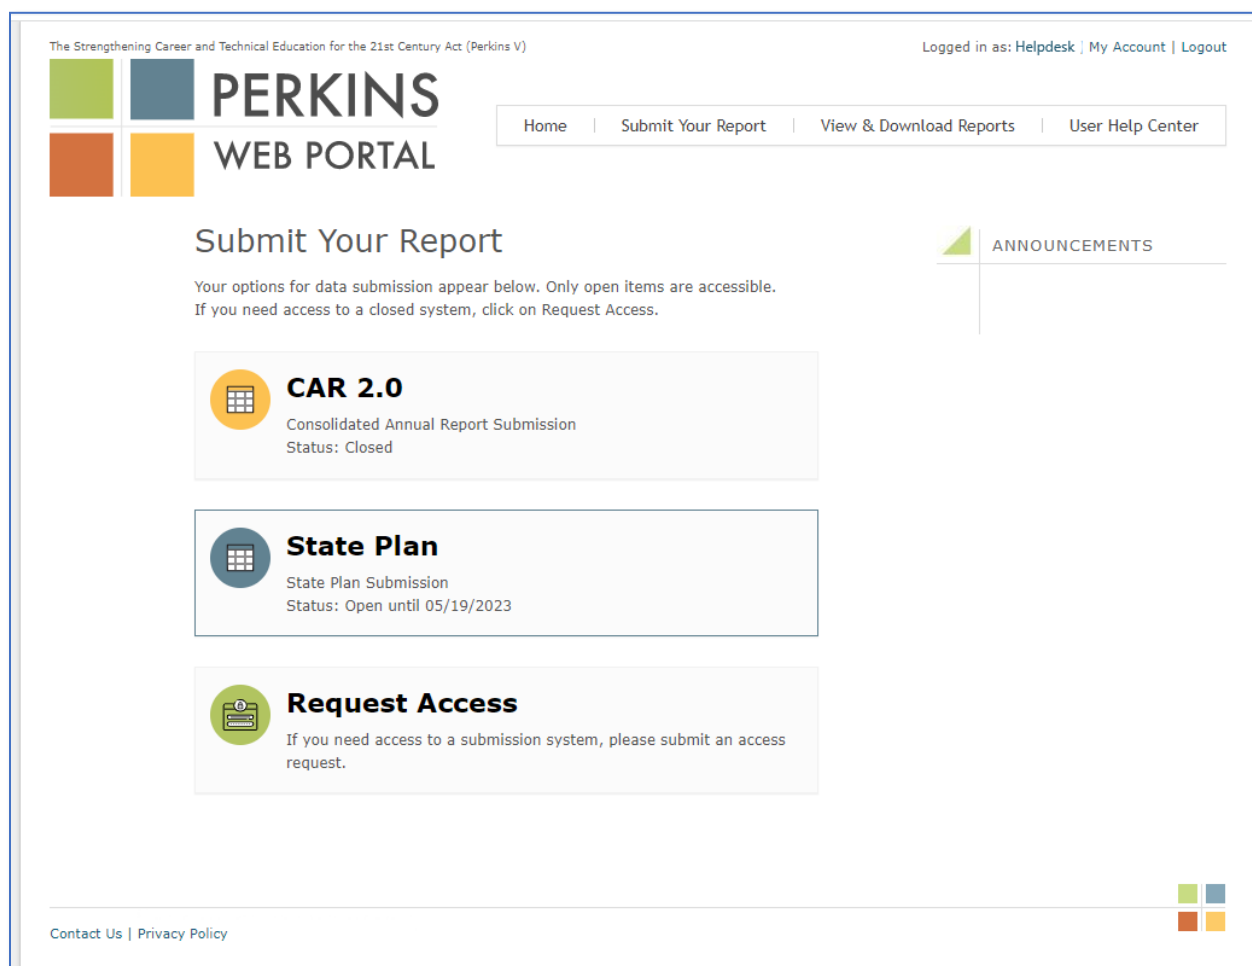 The Strengthening Career and Technical Education for the 21st Century Act (Perkins V)
Logged in as: Helpdesk | My Account | Logout
PERKINS
WEB PORTAL
Home | Submit Your Report | View & Download Reports | User Help Center
Submit Your Report
Your options for data submission appear below. Only open items are accessible.
If you need access to a closed system, click on Request Access.
ANNOUNCEMENTS
CAR 2.0
Consolidated Annual Report Submission
Status: Closed
State Plan
State Plan Submission
Status: Open until 05/19/2023
Request Access
If you need access to a submission system, please submit an access
request.
Contact Us | Privacy Policy